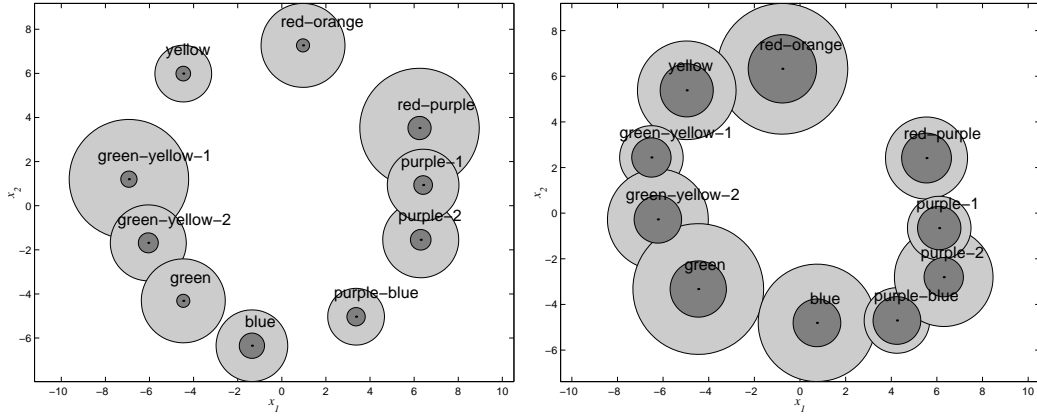 red−orange
yellow
red−purple
green−yellow−1
purple−1
green−yellow−2
purple−2
green
purple−blue
blue
8
6
4
2
0
−2
−4
−6
x2
−10 −8 −6 −4 −2 0 2 4 6 8 10
x1
red−orange
yellow
green−yellow−1
red−purple
green−yellow−2
purple−1
purple−2
green
purple−blue
blue
8
6
4
2
0
−2
−4
−6
x2
−10 −8 −6 −4 −2 0 2 4 6 8 10
x1